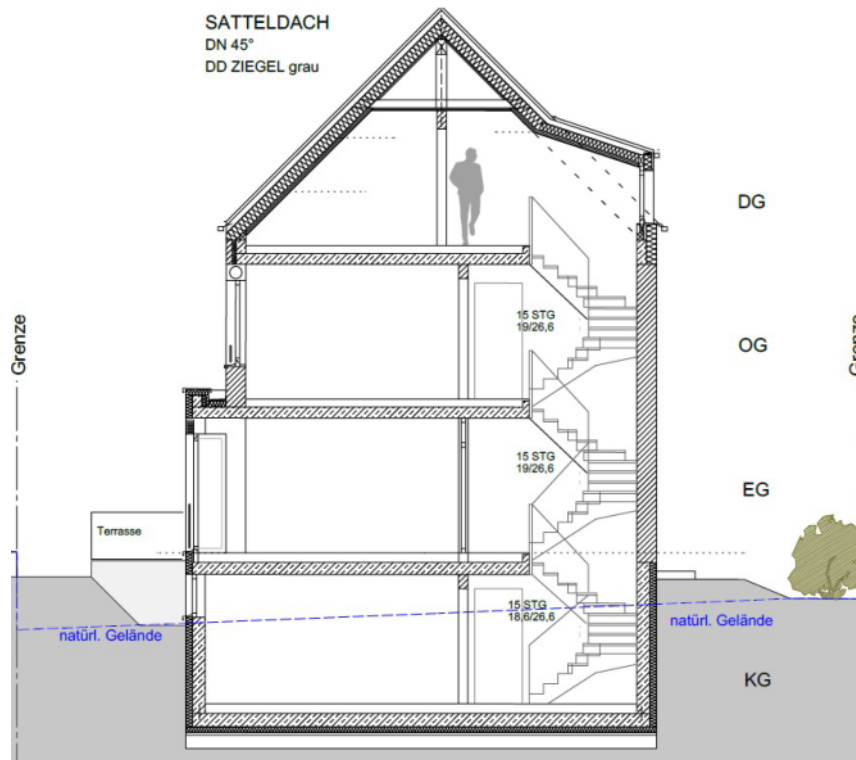 SATTELDACH
DN 45°
DD ZIEGEL grau
DG
15 STG
19/26,6
Grenze
OG
Grenze
15 STG
19/26,6
EG
Terrasse
15 STG
18,6/26,6
natürl. Gelände
natürl. Gelände
KG